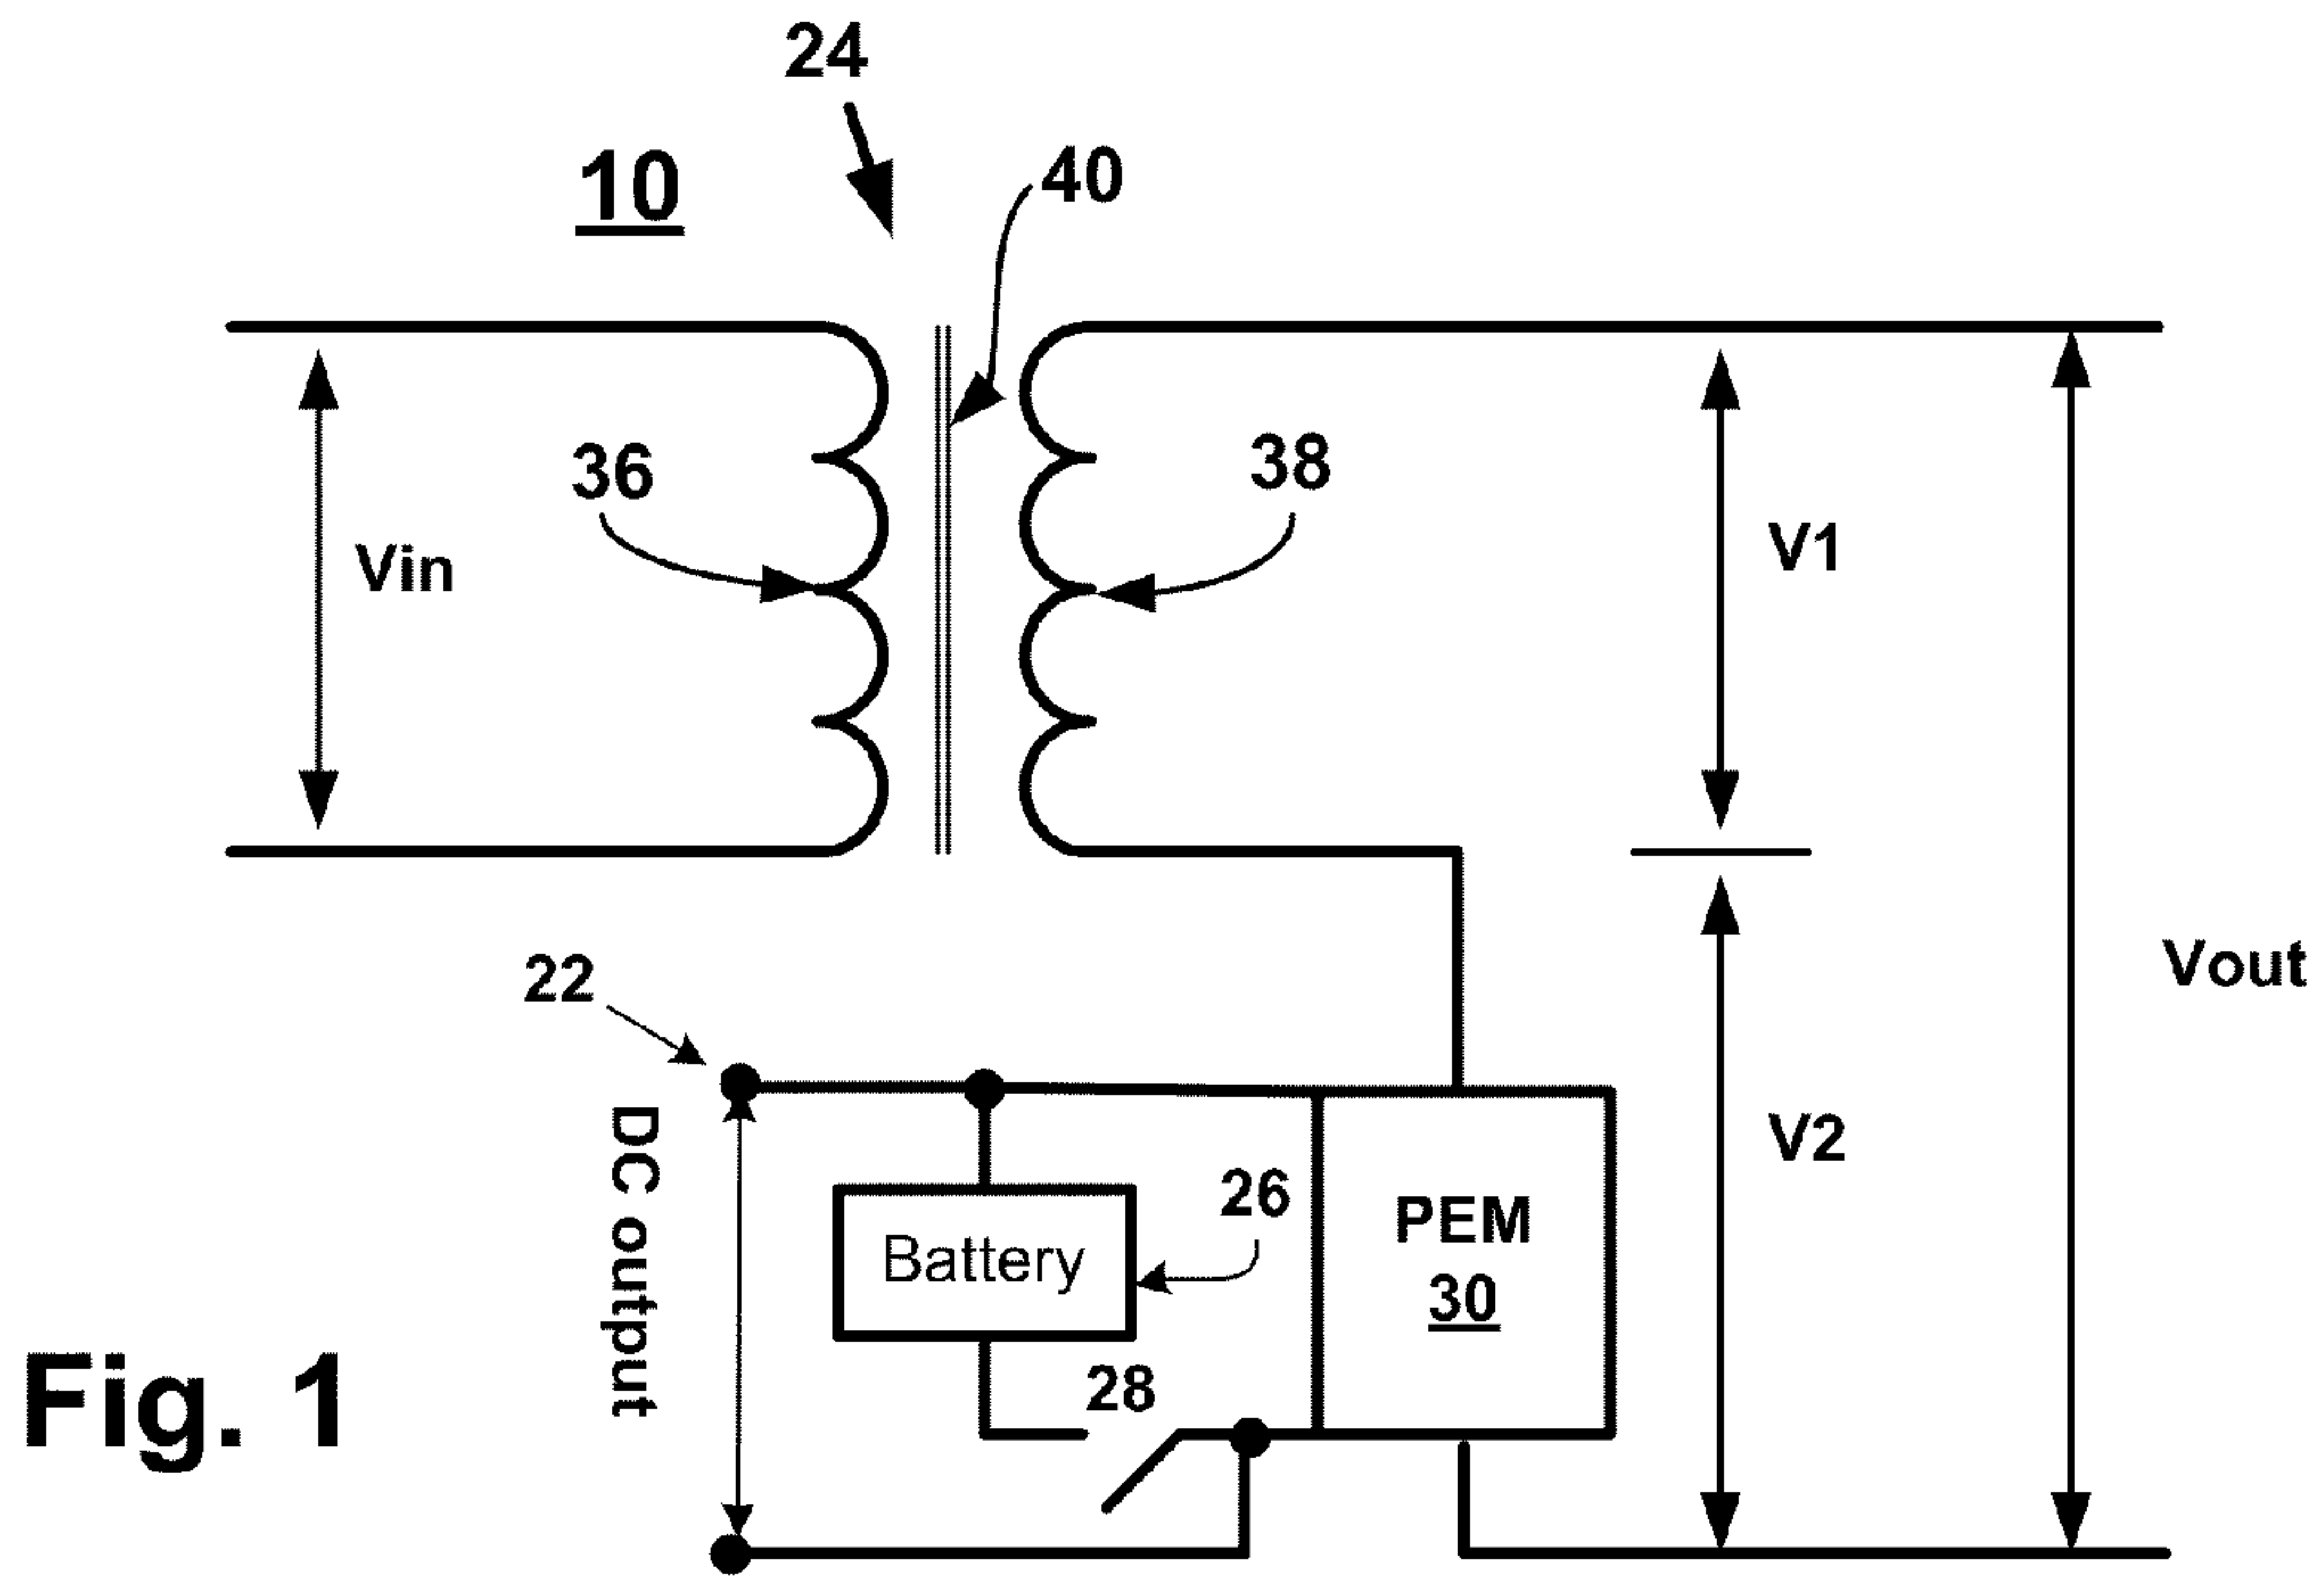 24
10
40
36
38
Vin
V1
22
Vout
DC output
V2
26
PEM
Battery
30
28
Fig. 1